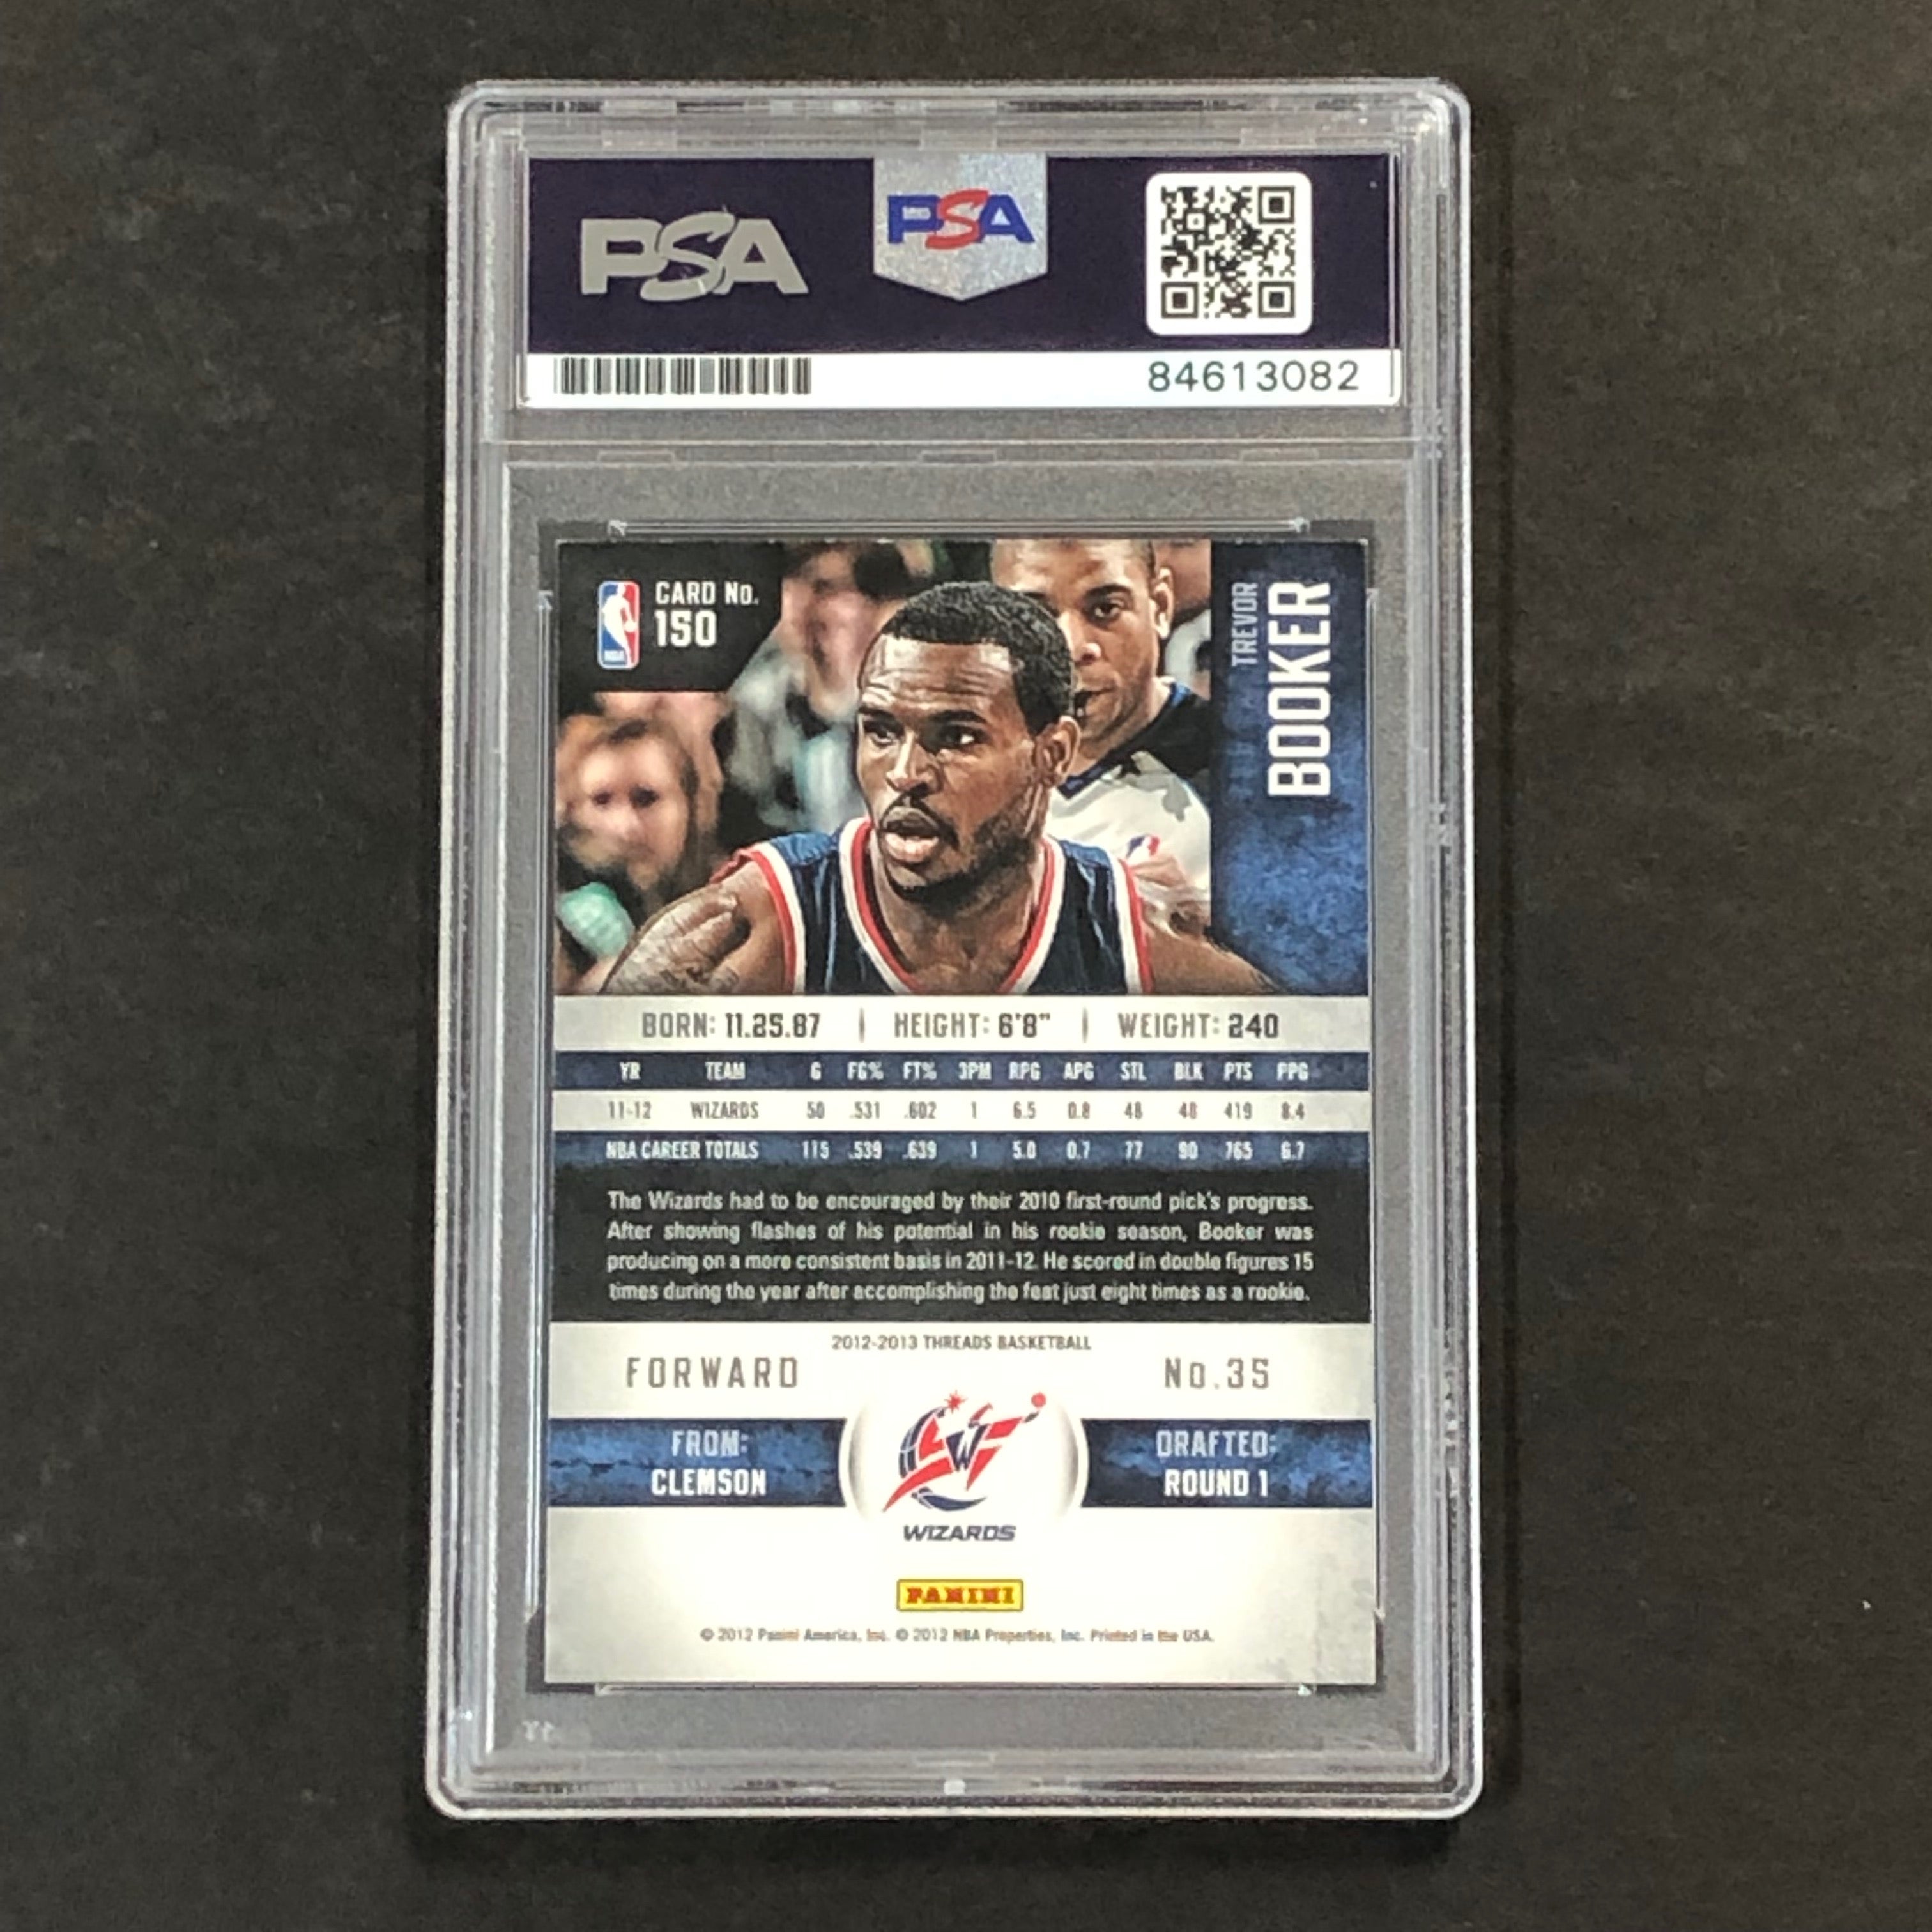 PSA
PSA
84613082
NBA
CARD No.
150
TREVOR
BOOKER
BORN: 11.25.87 | HEIGHT: 6'8" | WEIGHT: 240
YR TEAM G FG% FT% 3PM RPG APG STL BLK PTS PPG
11-12 WIZARDS 50 .531 .602 1 6.5 0.8 48 48 419 8.4
NBA CAREER TOTALS 115 .539 .639 1 5.0 0.7 77 90 765 6.7
The Wizards had to be encouraged by their 2010 first-round pick's progress.
After showing flashes of his potential in his rookie season, Booker was
producing on a more consistent basis in 2011-12. He scored in double figures 15
times during the year after accomplishing the feat just eight times as a rookie.
2012-2013 THREADS BASKETBALL
FORWARD
No.35
FROM:
CLEMSON
DRAFTED:
ROUND 1
W
WIZARDS
PANINI
© 2012 Panini America, Inc. © 2012 NBA Properties, Inc. Printed in the USA.